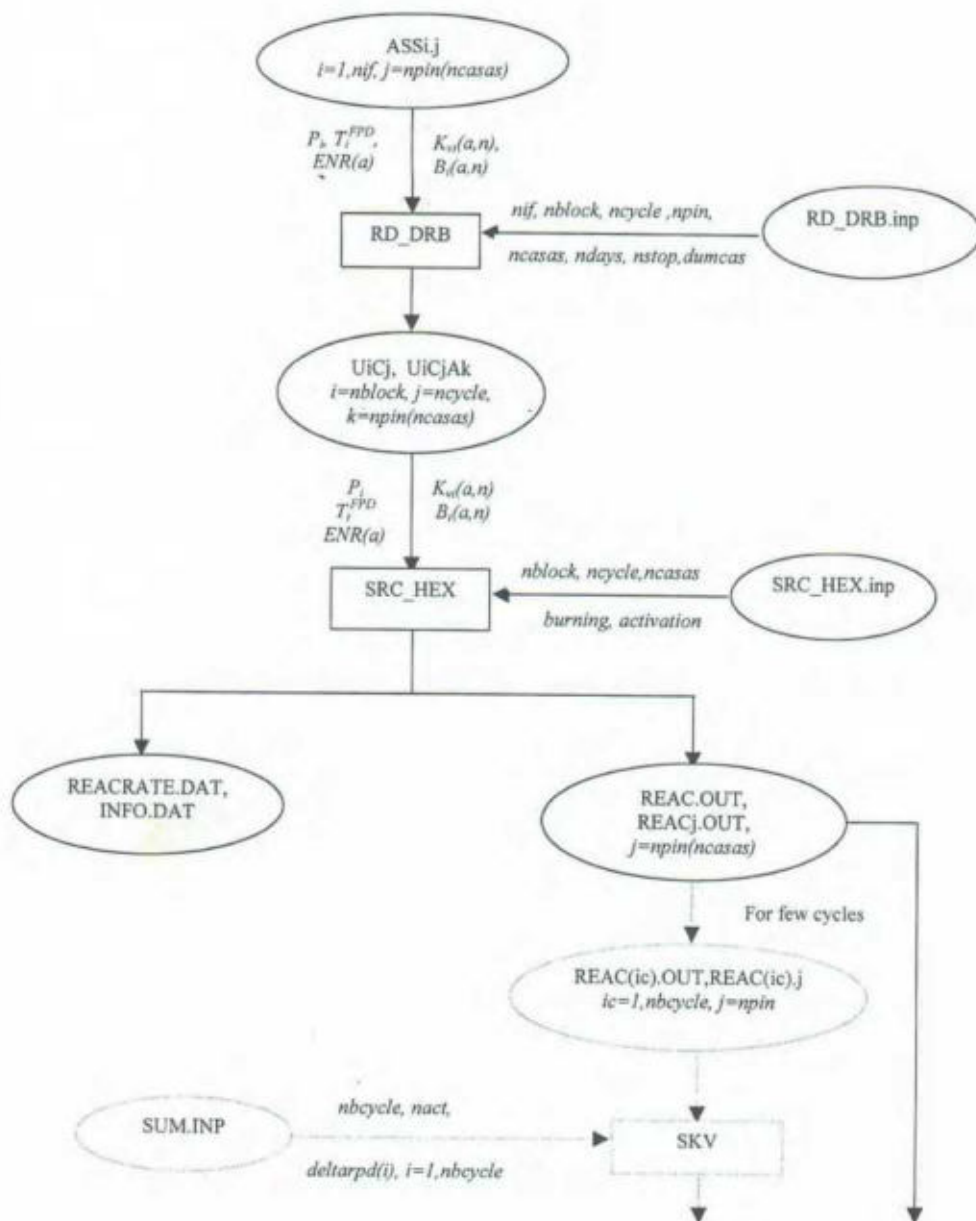 ASSi.j
i=1,nif, j=npin(ncasas)
P_i, T_i^FPD,
ENR(a)
K_vi(a,n),
B_i(a,n)
RD_DRB
nif, nblock, ncycle ,npin,
ncasas, ndays, nstop,dumcas
RD_DRB.inp
UiCj, UiCjAk
i=nblock, j=ncycle,
k=npin(ncasas)
P_i
T_i^FPD
ENR(a)
K_vi(a,n)
B_i(a,n)
SRC_HEX
nblock, ncycle,ncasas
burning, activation
SRC_HEX.inp
REACRATE.DAT,
INFO.DAT
REAC.OUT,
REACj.OUT,
j=npin(ncasas)
For few cycles
REAC(ic).OUT,REAC(ic).j
ic=1,nbcycle, j=npin
SUM.INP
nbcycle, nact,
deltarpd(i), i=1,nbcycle
SKV